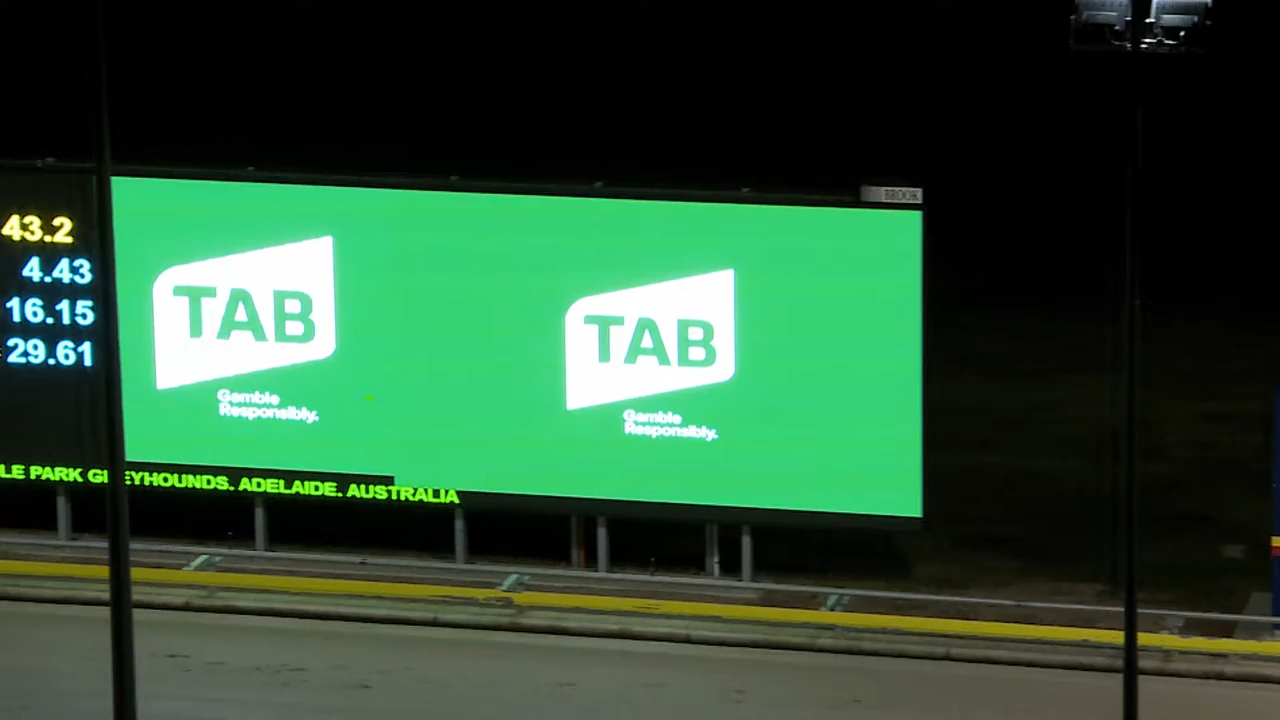 BROOK
43.2
4.43
16.15
29.61
TAB
Gamble
Responsibly.
TAB
Gamble
Responsibly.
LE PARK GREYHOUNDS. ADELAIDE. AUSTRALIA